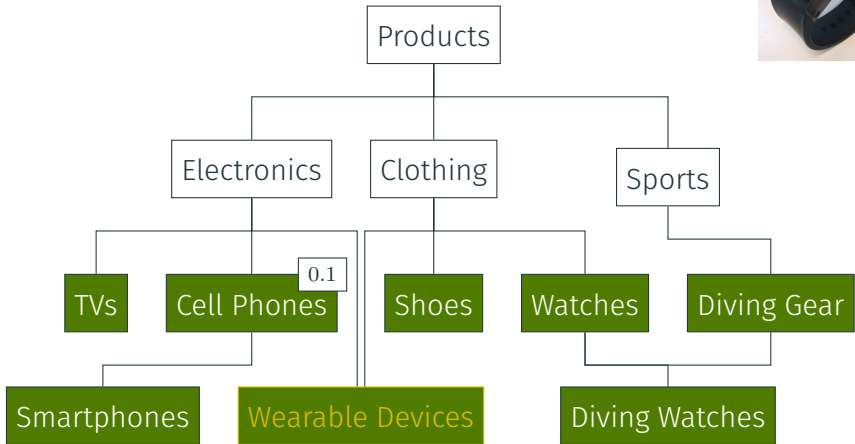 Products
Electronics
Clothing
Sports
0.1
TVs
Cell Phones
Shoes
Watches
Diving Gear
Smartphones
Wearable Devices
Diving Watches